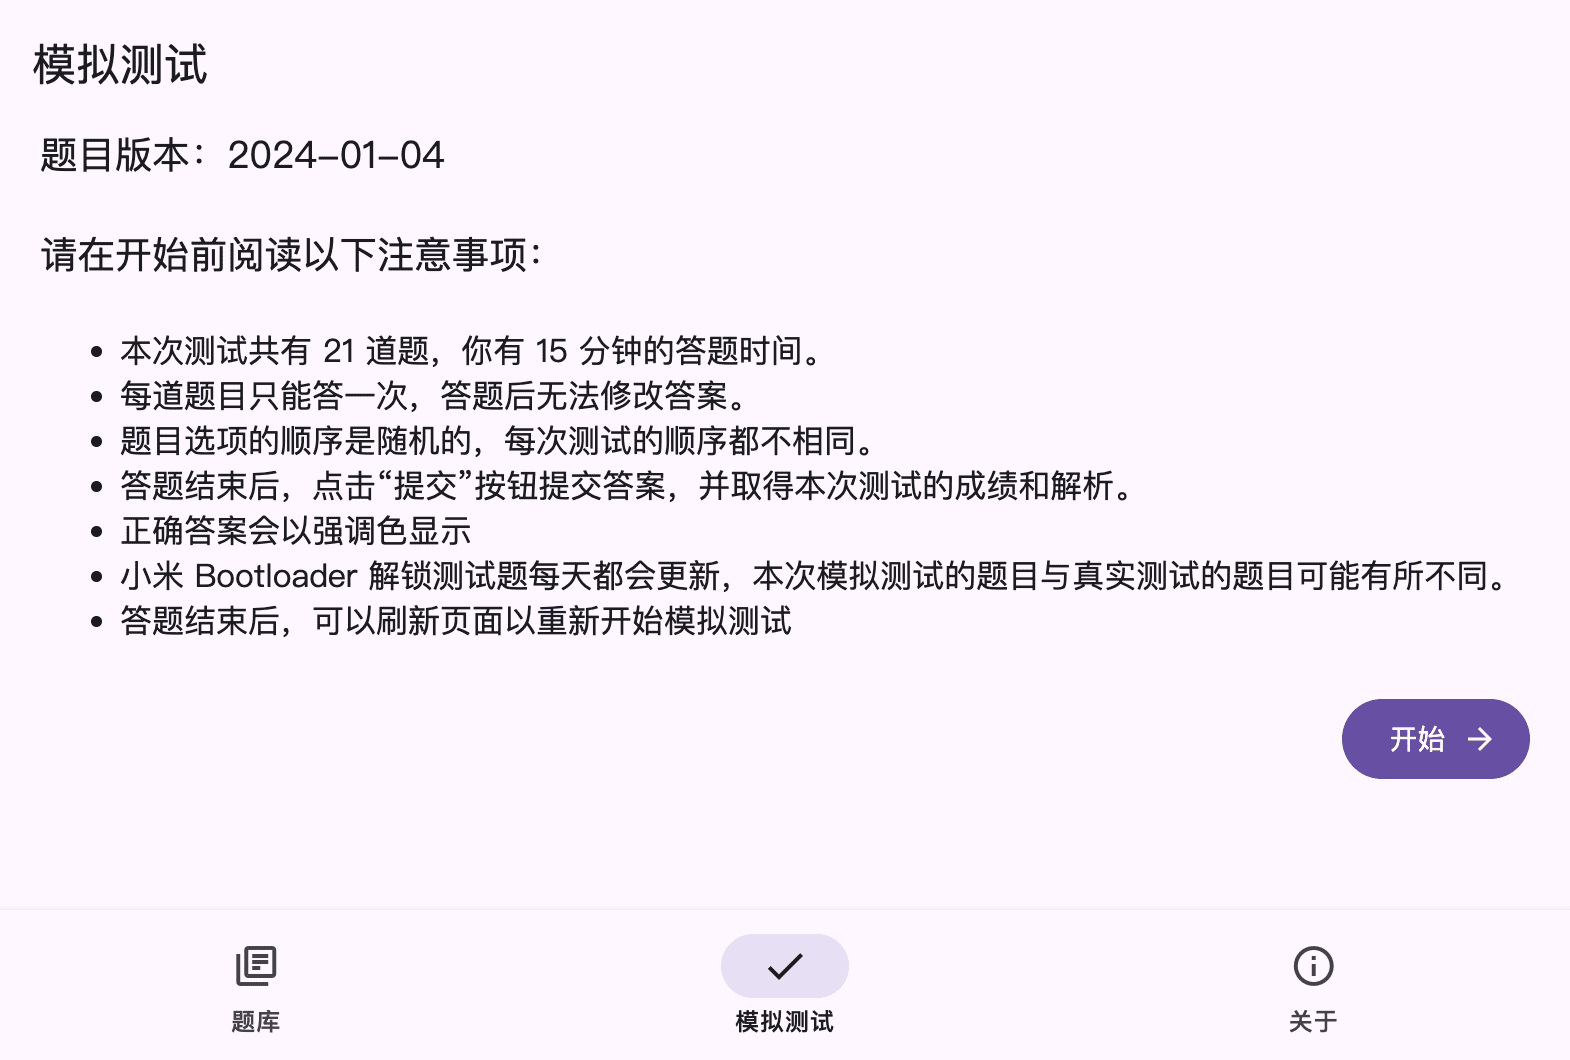 模拟测试
题目版本：2024-01-04
请在开始前阅读以下注意事项：
• 本次测试共有 21 道题，你有 15 分钟的答题时间。
• 每道题目只能答一次，答题后无法修改答案。
• 题目选项的顺序是随机的，每次测试的顺序都不相同。
• 答题结束后，点击“提交”按钮提交答案，并取得本次测试的成绩和解析。
• 正确答案会以强调色显示
• 小米 Bootloader 解锁测试题每天都会更新，本次模拟测试的题目与真实测试的题目可能有所不同。
• 答题结束后，可以刷新页面以重新开始模拟测试
开始 →
题库
模拟测试
关于